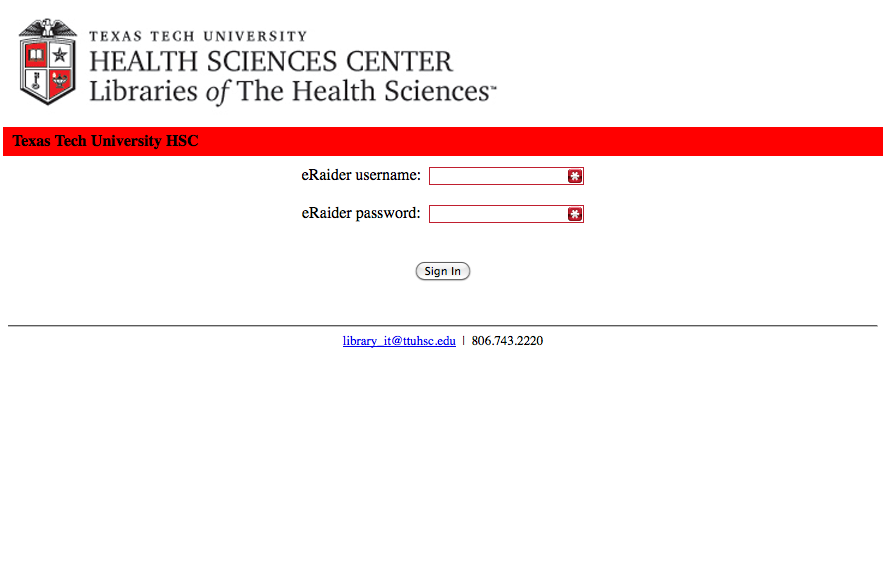 TEXAS TECH UNIVERSITY
HEALTH SCIENCES CENTER
Libraries of The Health Sciences™
Texas Tech University HSC
eRaider username:
eRaider password:
Sign In
library_it@ttuhsc.edu | 806.743.2220